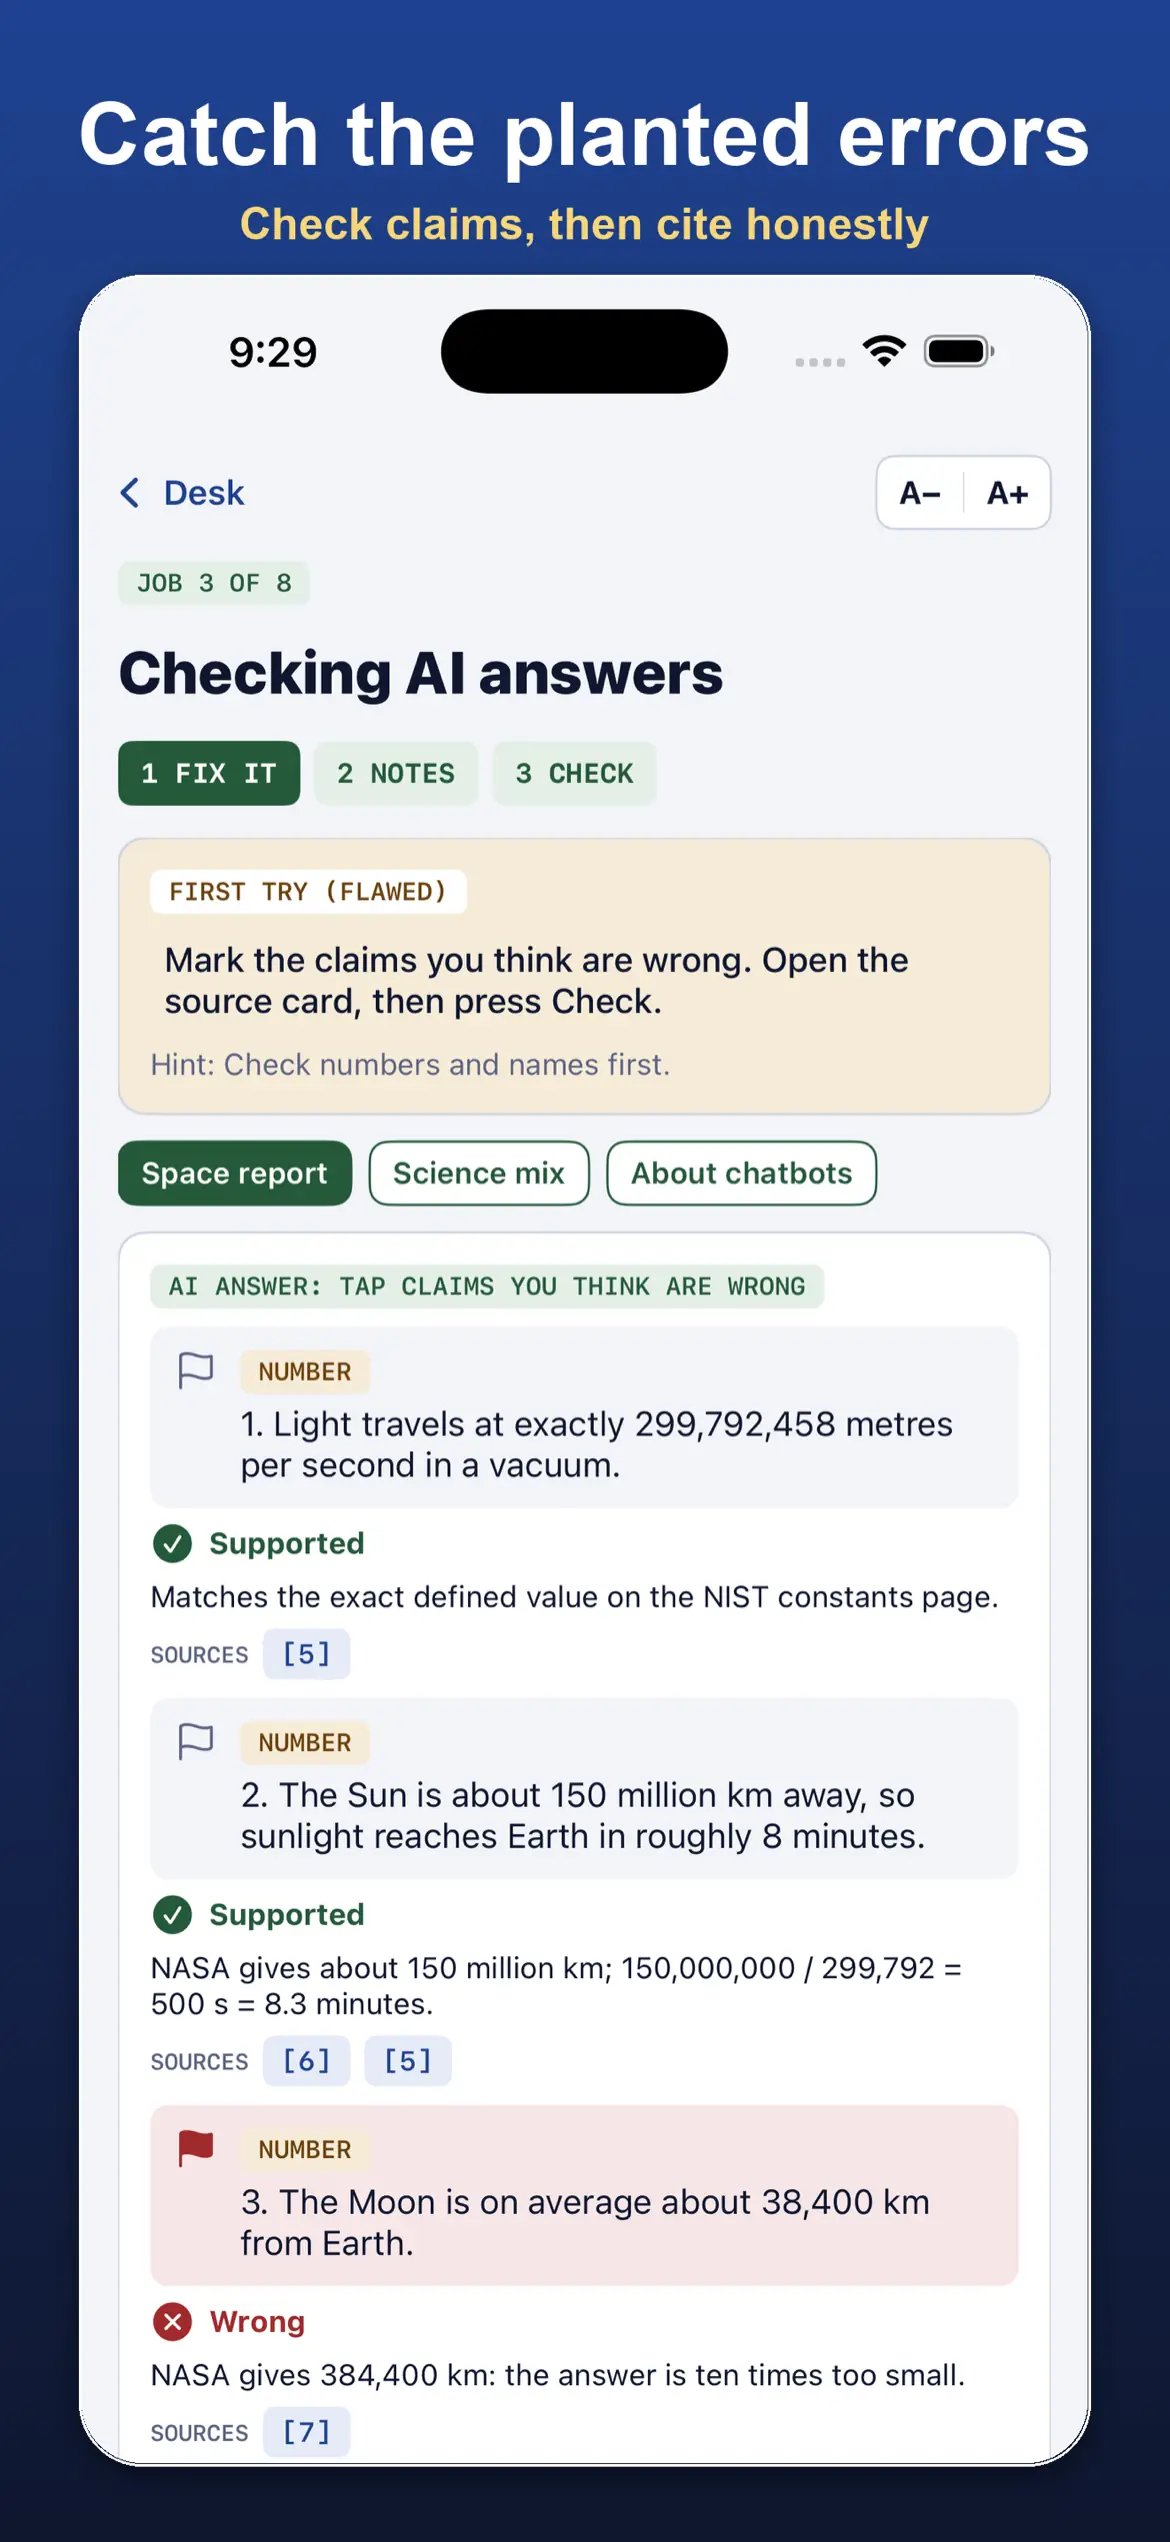 Catch the planted errors
Check claims, then cite honestly
9:29
Desk
A− A+
JOB 3 OF 8
Checking AI answers
1 FIX IT 2 NOTES 3 CHECK
FIRST TRY (FLAWED)
Mark the claims you think are wrong. Open the
source card, then press Check.
Hint: Check numbers and names first.
Space report Science mix About chatbots
AI ANSWER: TAP CLAIMS YOU THINK ARE WRONG
NUMBER
1. Light travels at exactly 299,792,458 metres
per second in a vacuum.
Supported
Matches the exact defined value on the NIST constants page.
SOURCES [5]
NUMBER
2. The Sun is about 150 million km away, so
sunlight reaches Earth in roughly 8 minutes.
Supported
NASA gives about 150 million km; 150,000,000 / 299,792 =
500 s = 8.3 minutes.
SOURCES [6] [5]
NUMBER
3. The Moon is on average about 38,400 km
from Earth.
Wrong
NASA gives 384,400 km: the answer is ten times too small.
SOURCES [7]